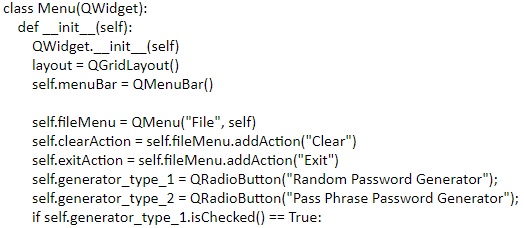 class Menu(QWidget):
def __init__(self):
QWidget.__init__(self)
layout = QGridLayout()
self.menuBar = QMenuBar()
self.fileMenu = QMenu("File", self)
self.clearAction = self.fileMenu.addAction("Clear")
self.exitAction = self.fileMenu.addAction("Exit")
self.generator_type_1 = QRadioButton("Random Password Generator");
self.generator_type_2 = QRadioButton("Pass Phrase Password Generator");
if self.generator_type_1.isChecked() == True: